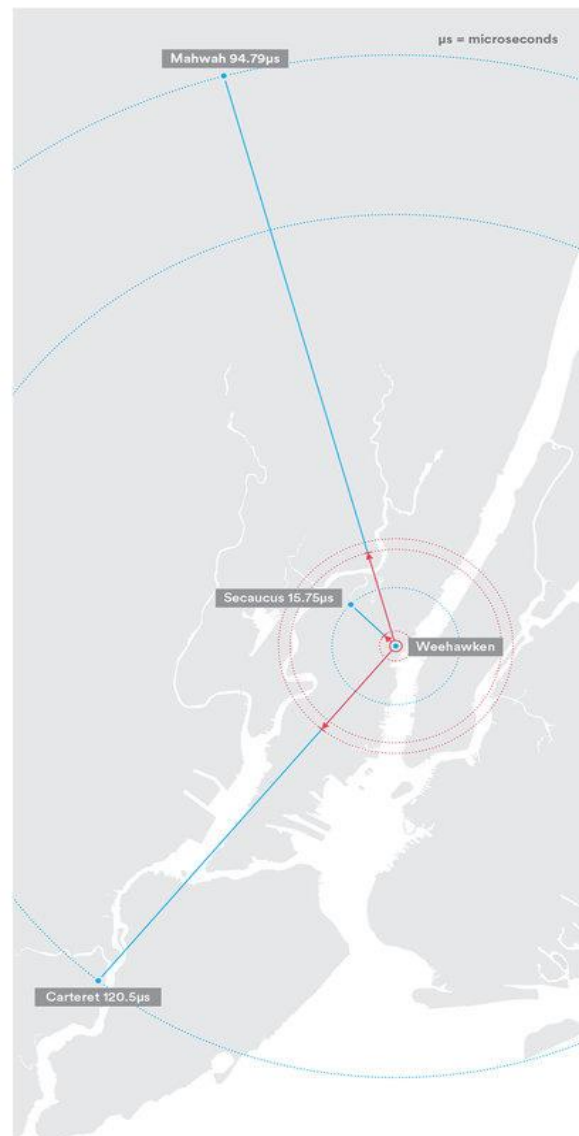 µs = microseconds
Mahwah 94.79µs
Secaucus 15.75µs
Weehawken
Carteret 120.5µs